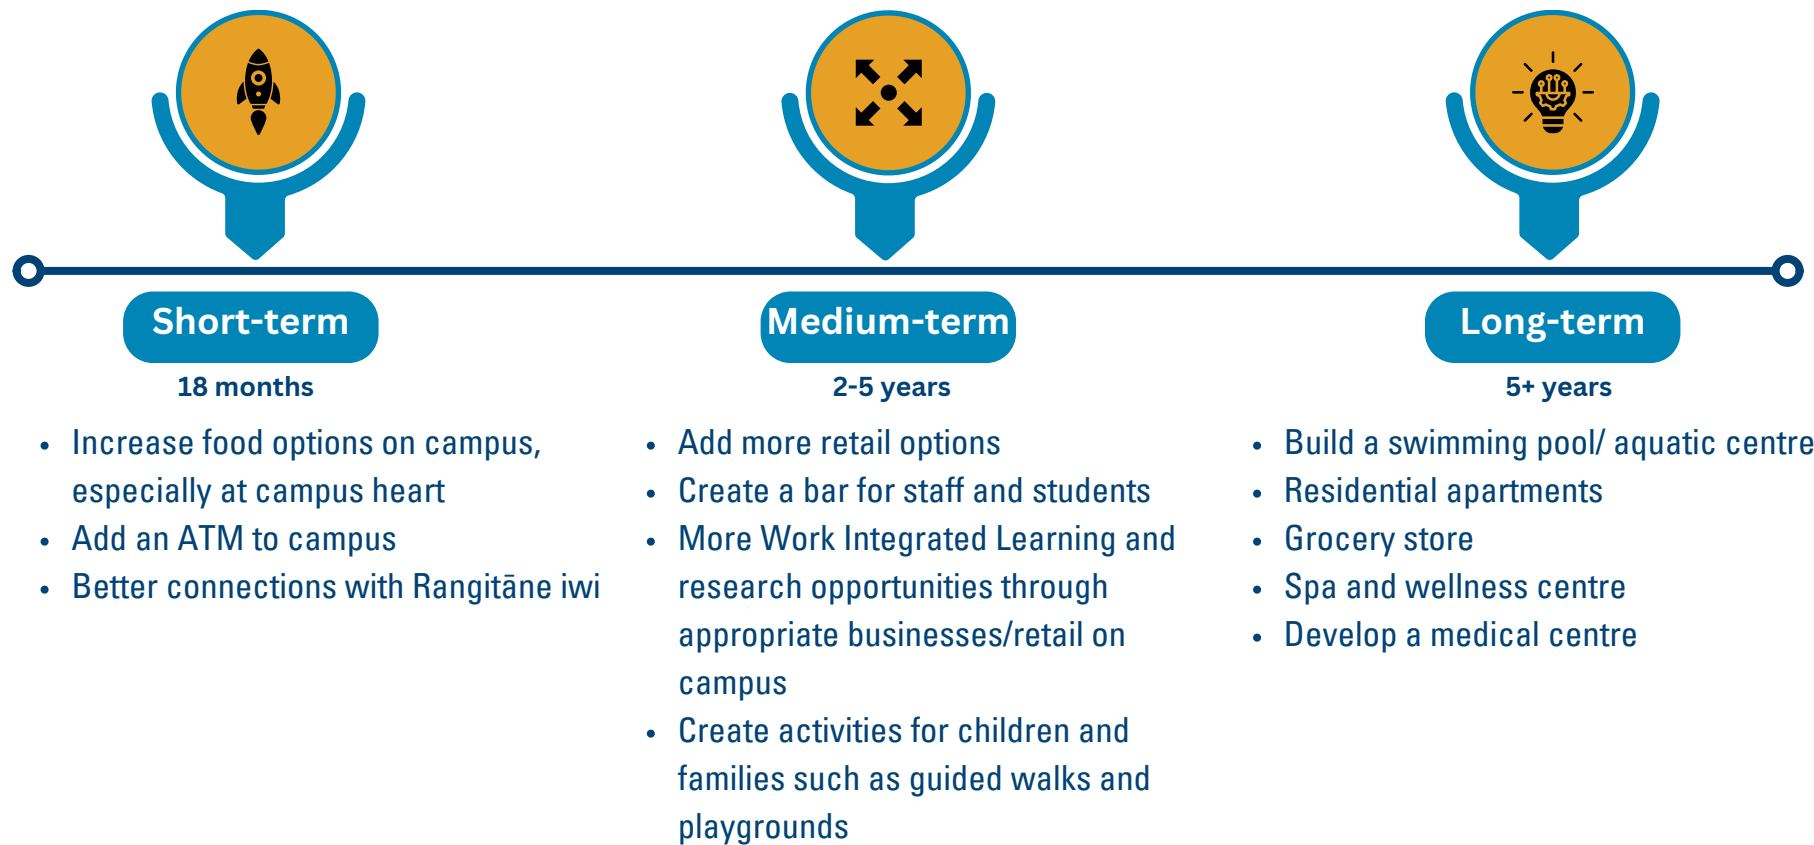 Short-term
18 months
• Increase food options on campus,
especially at campus heart
• Add an ATM to campus
• Better connections with Rangitāne iwi
Medium-term
2-5 years
• Add more retail options
• Create a bar for staff and students
• More Work Integrated Learning and
research opportunities through
appropriate businesses/retail on
campus
• Create activities for children and
families such as guided walks and
playgrounds
Long-term
5+ years
• Build a swimming pool/ aquatic centre
• Residential apartments
• Grocery store
• Spa and wellness centre
• Develop a medical centre